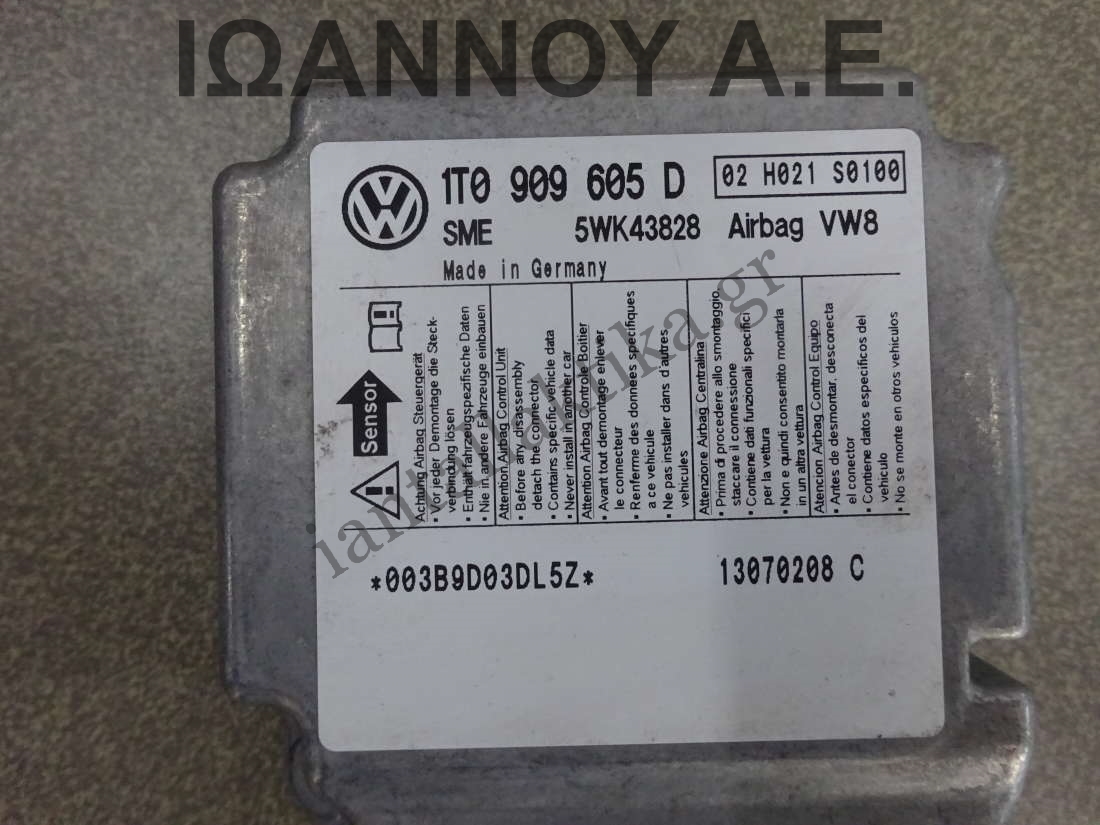 ΙΩΑΝΝΟΥ Α.Ε.
1T0 909 605 D
02 H021 S0100
SME 5WK43828 Airbag VW8
Made in Germany
Sensor
Achtung Airbag Steuergerät
• Vor jeder Demontage die Steck-
verbindung lösen
• Enthält fahrzeugspezifische Daten
• Nie in andere Fahrzeuge einbauen
Attention Airbag Control Unit
• Before any disassembly
detach the connector
• Contains specific vehicle data
• Never install in another car
Attention Airbag Controle Boitier
• Avant tout demontage enlever
le connecteur
• Renferme des donnees specifiques
a ce vehicule
• Ne pas installer dans d'autres
vehicules
Attenzione Airbag Centralina
• Prima di procedere allo smontaggio
staccare il connessione
• Contiene dati funzionali specifici
per la vettura
• Non e quindi consentito montarla
in un altra vettura
Atencion Airbag Control Equipo
• Antes de desmontar, desconecta
el conector
• Contiene datos especificos del
vehiculo
• No se monte en otros vehiculos
*003B9D03DL5Z* 13070208 C